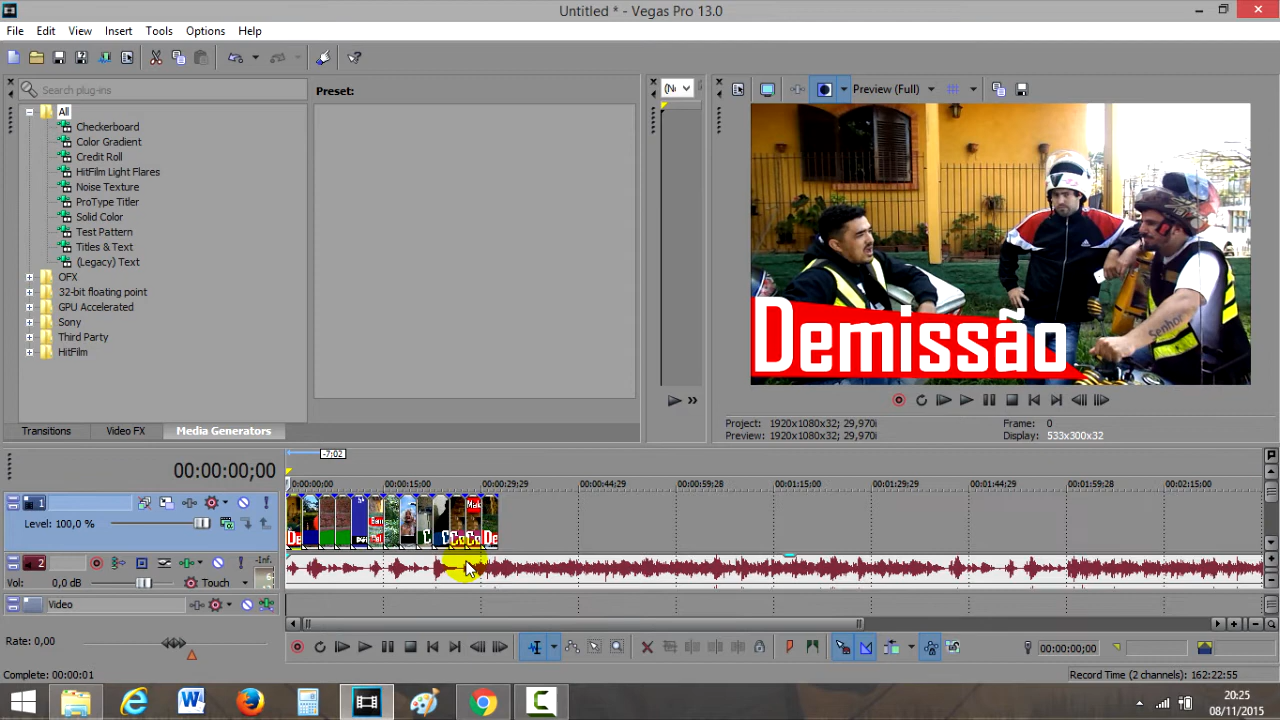 Untitled * - Vegas Pro 13.0
File Edit View Insert Tools Options Help
Search plug-ins
Preset:
Preview (Full)
All
Checkerboard
Color Gradient
Credit Roll
HitFilm Light Flares
Noise Texture
ProType Titler
Solid Color
Test Pattern
Titles & Text
(Legacy) Text
OFX
32-bit floating point
GPU Accelerated
Sony
Third Party
HitFilm
Senhor
Demissão
Transitions Video FX Media Generators
Project: 1920x1080x32; 29,970i
Frame: 0
Preview: 1920x1080x32; 29,970i
Display: 533x300x32
-7;02
00:00:00;00
00:00:00;00 00:00:15;00 00:00:29;29 00:00:44;29 00:00:59;28 00:01:15;00 00:01:29;29 00:01:44;29 00:01:59;28 00:02:15;00
1
Level: 100,0 %
2
-Inf.
Vol: 0,0 dB
Touch
Video
Rate: 0,00
00:00:00;00
Complete: 00:00:01
Record Time (2 channels): 162:22:55
20:25
08/11/2015